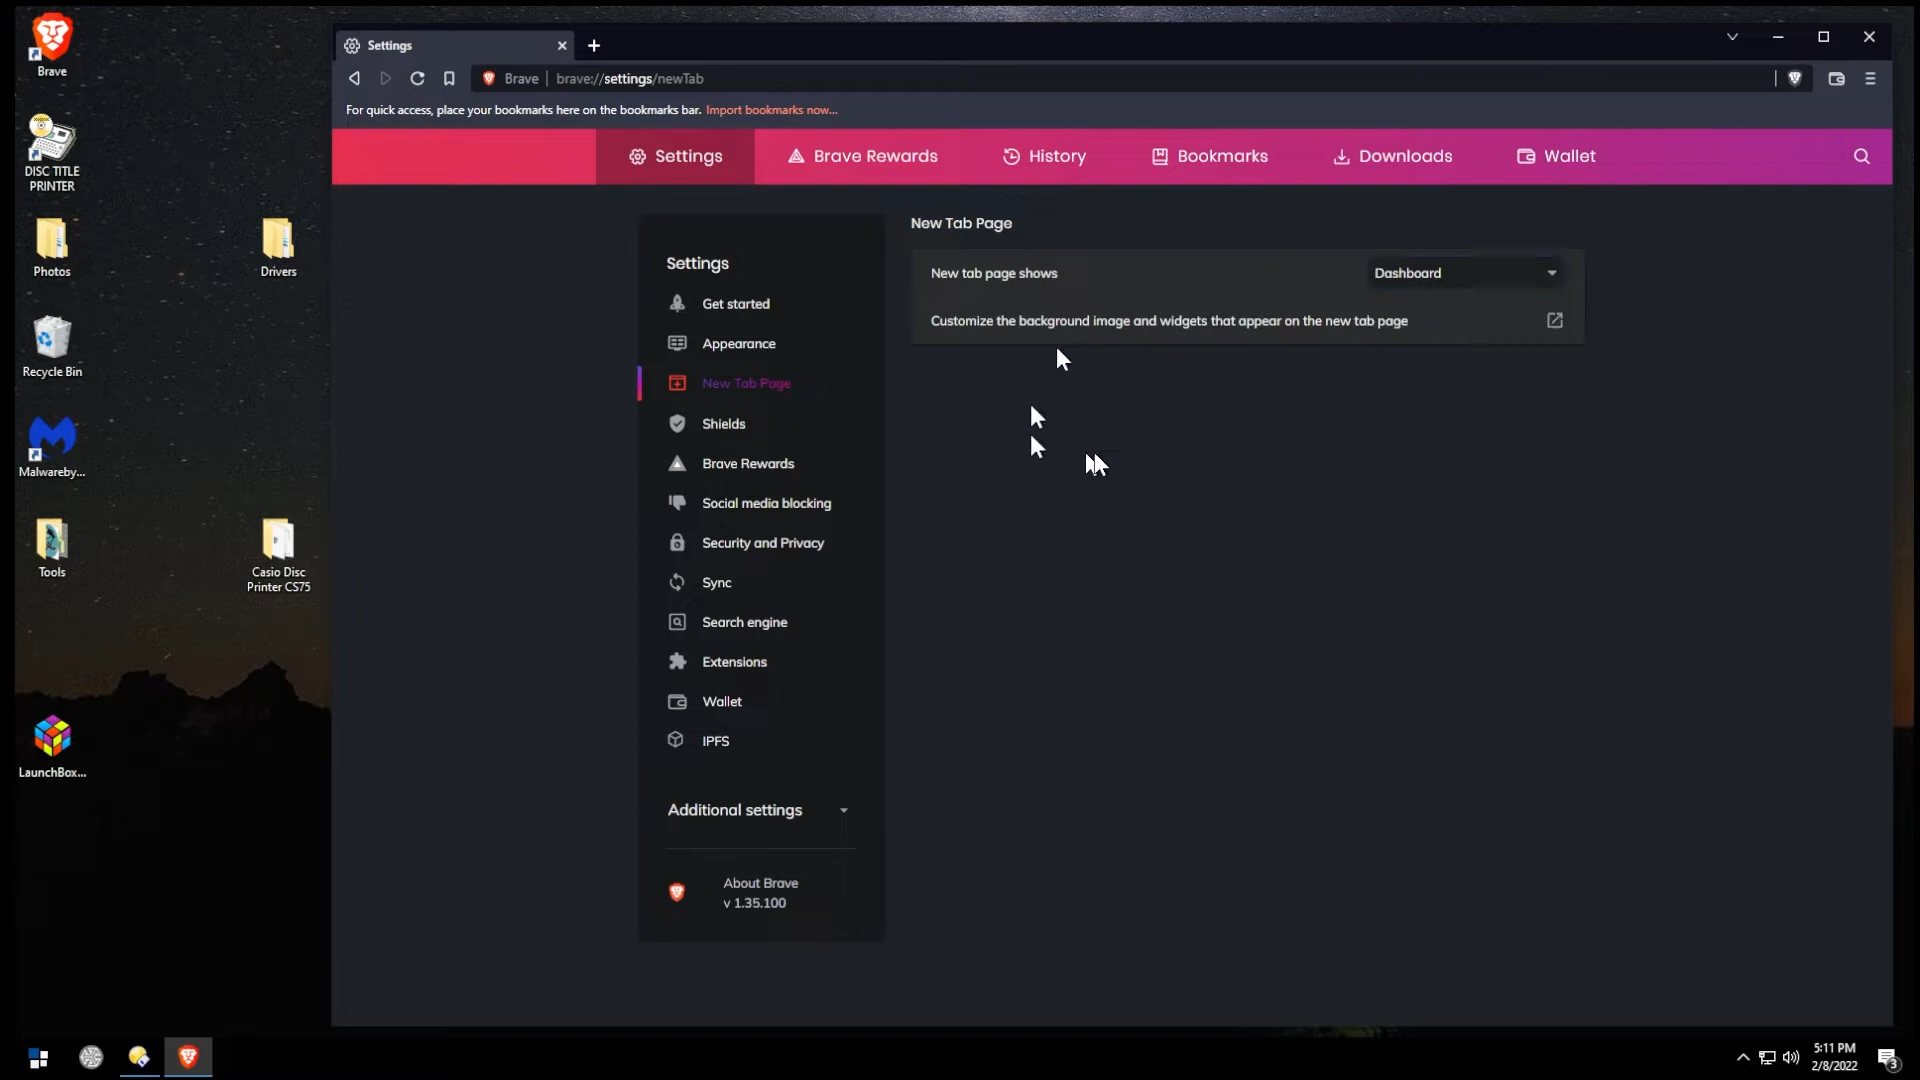 Brave
DISC TITLE
PRINTER
Photos
Drivers
Recycle Bin
Malwareby...
Tools
Casio Disc
Printer CS75
LaunchBox...
Settings
Brave
brave://settings/newTab
For quick access, place your bookmarks here on the bookmarks bar. Import bookmarks now...
Settings
Brave Rewards
History
Bookmarks
Downloads
Wallet
Settings
Get started
Appearance
New Tab Page
Shields
Brave Rewards
Social media blocking
Security and Privacy
Sync
Search engine
Extensions
Wallet
IPFS
Additional settings
About Brave
v 1.35.100
New Tab Page
New tab page shows
Dashboard
Customize the background image and widgets that appear on the new tab page
5:11 PM
2/8/2022
3